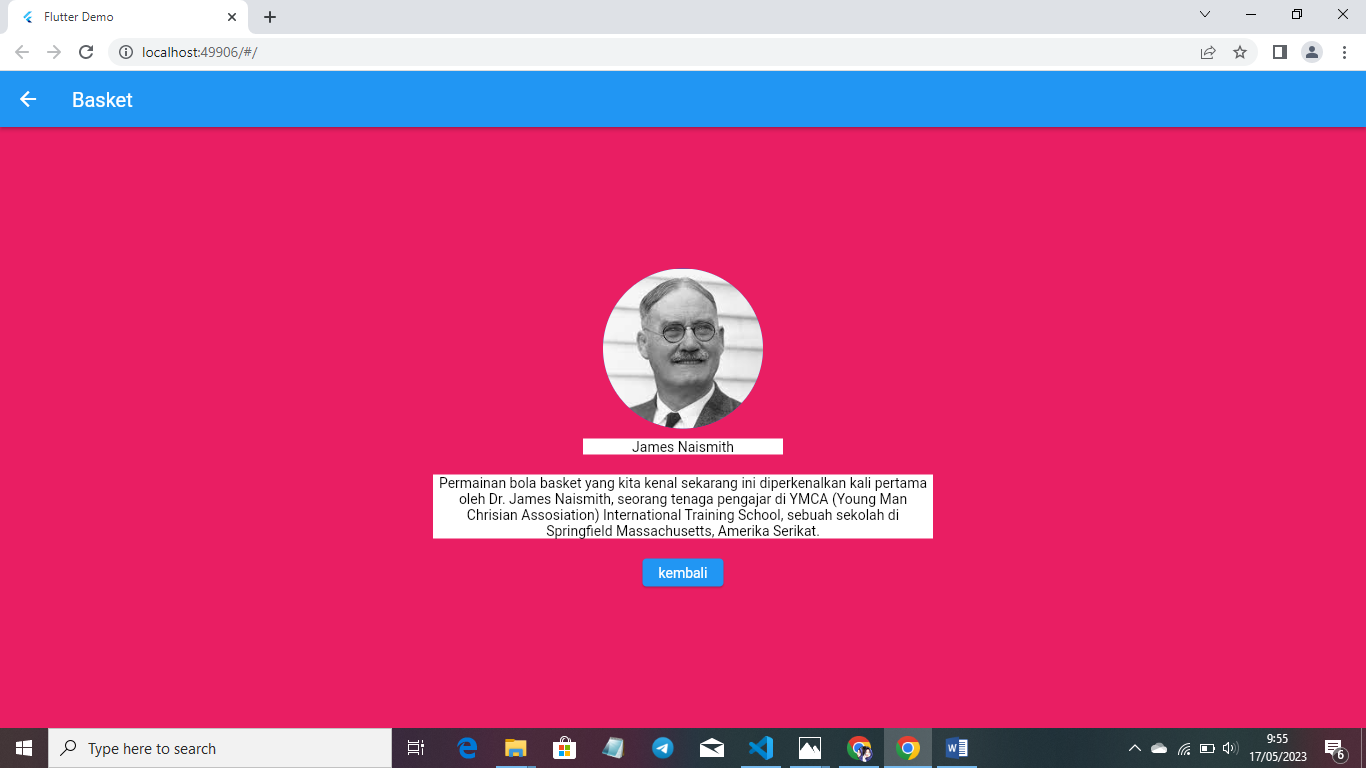 Flutter Demo
localhost:49906/#/
Basket
James Naismith
Permainan bola basket yang kita kenal sekarang ini diperkenalkan kali pertama
oleh Dr. James Naismith, seorang tenaga pengajar di YMCA (Young Man
Chrisian Assosiation) International Training School, sebuah sekolah di
Springfield Massachusetts, Amerika Serikat.
kembali
Type here to search
9:55
17/05/2023
6